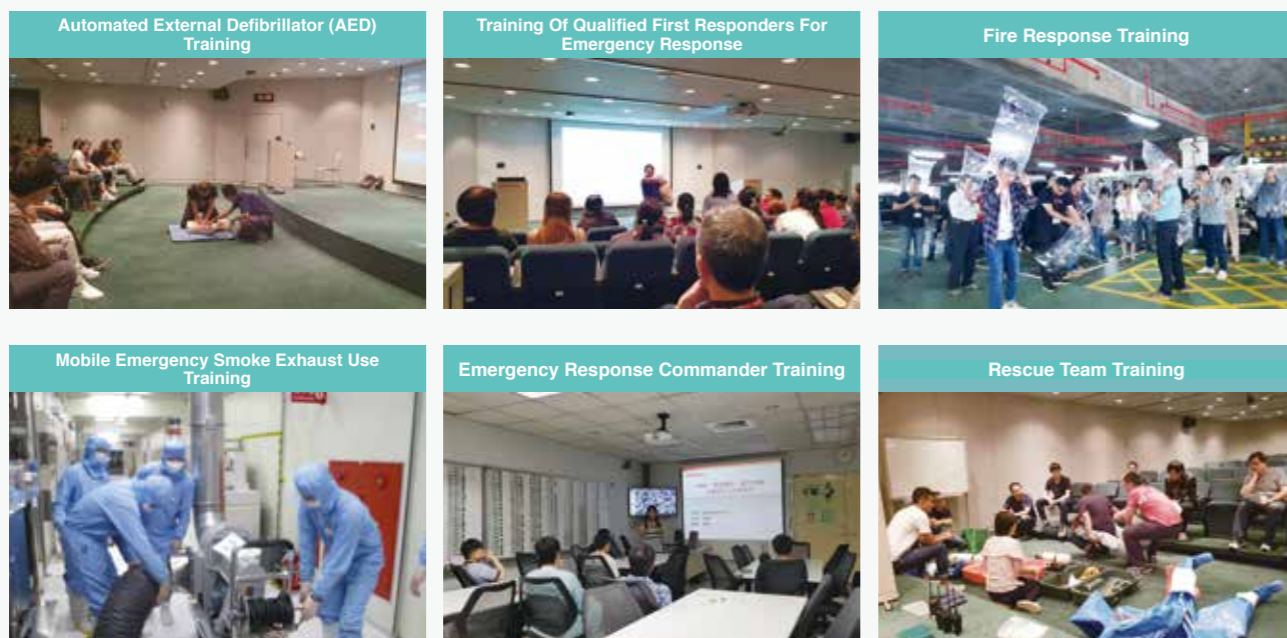 Automated External Defibrillator (AED)
Training
Training Of Qualified First Responders For
Emergency Response
Fire Response Training
Mobile Emergency Smoke Exhaust Use
Training
Emergency Response Commander Training
Rescue Team Training